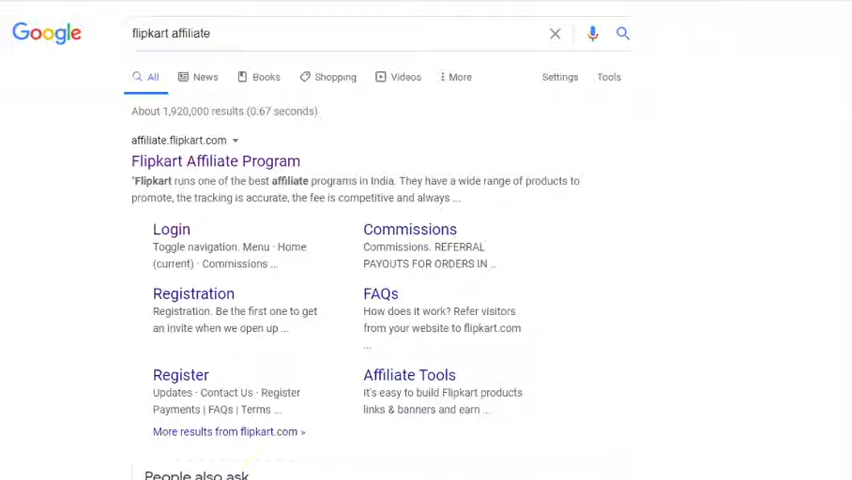 Google
flipkart affiliate
All News Books Shopping Videos More Settings Tools
About 1,920,000 results (0.67 seconds)
affiliate.flipkart.com
Flipkart Affiliate Program
"Flipkart runs one of the best affiliate programs in India. They have a wide range of products to
promote, the tracking is accurate, the fee is competitive and always ...
Login
Toggle navigation. Menu · Home
(current) · Commissions ...
Commissions
Commissions. REFERRAL
PAYOUTS FOR ORDERS IN ..
Registration
Registration. Be the first one to get
an invite when we open up ...
FAQs
How does it work? Refer visitors
from your website to flipkart.com
...
Register
Updates · Contact Us · Register
Payments | FAQs | Terms ...
Affiliate Tools
It's easy to build Flipkart products
links & banners and earn ...
More results from flipkart.com »
People also ask